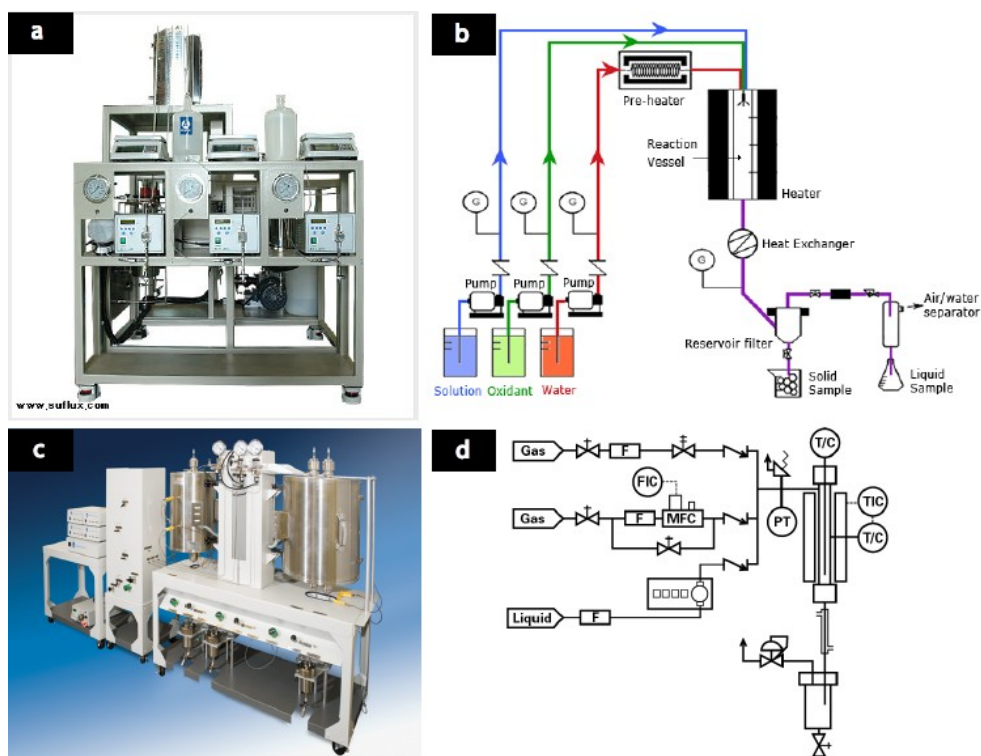 a
www.suflux.com
b
Pre-heater
Reaction
Vessel
Heater
G
G
G
Heat Exchanger
G
Pump
Pump
Pump
Air/water
separator
Reservoir filter
Solution
Oxidant
Water
Solid
Sample
Liquid
Sample
c
d
Gas
F
T/C
FIC
Gas
F
MFC
PT
TIC
T/C
Liquid
F